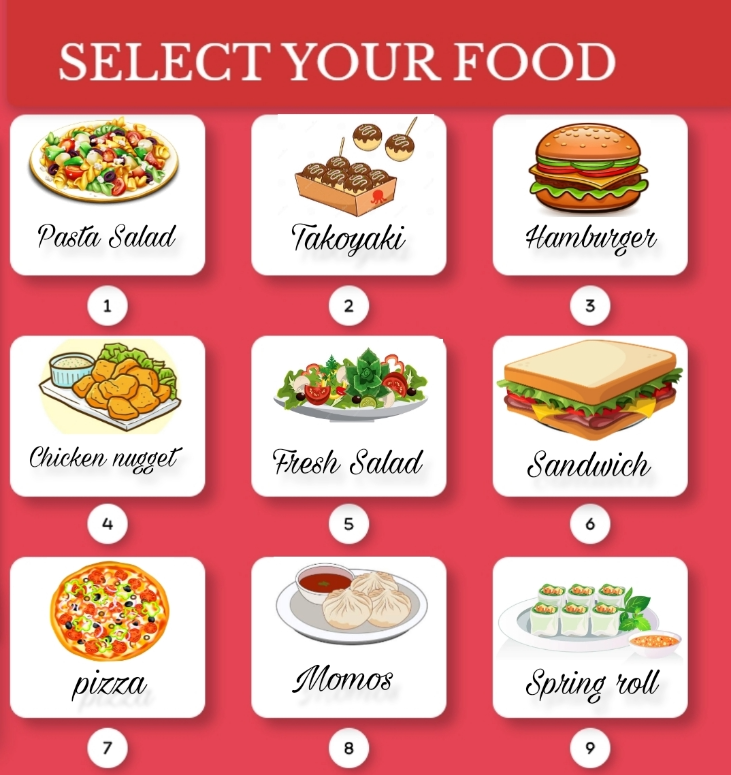 SELECT YOUR FOOD
Pasta Salad
Takoyaki
Hamburger
1
2
3
Chicken nugget
Fresh Salad
Sandwich
4
5
6
pizza
Momos
Spring roll
7
8
9